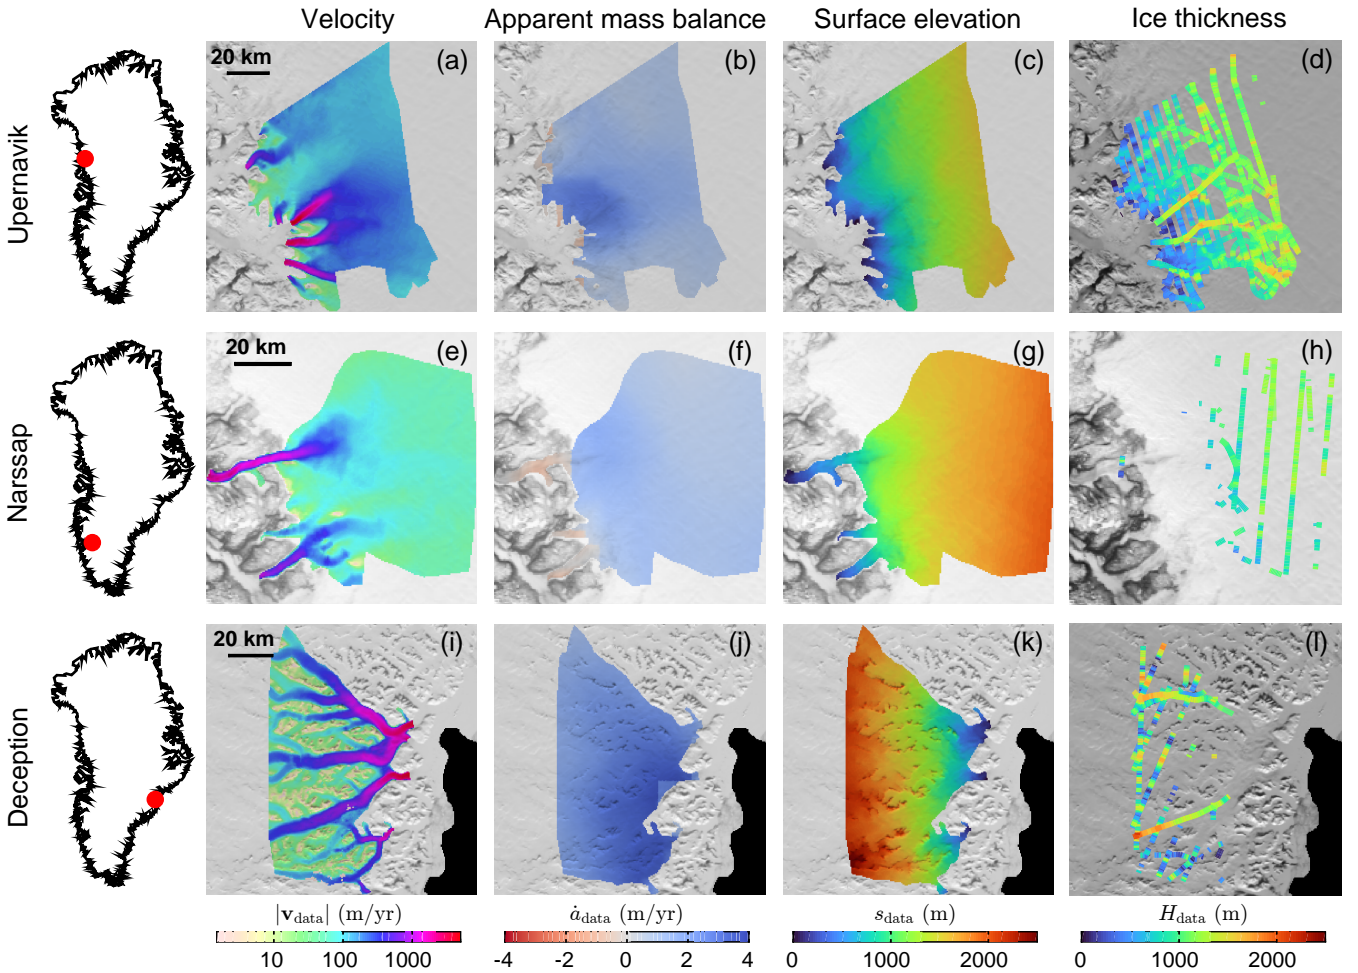 Velocity Apparent mass balance Surface elevation Ice thickness
Upernavik 20 km (a) (b) (c) (d)
Narssap 20 km (e) (f) (g) (h)
Deception 20 km (i) (j) (k) (l)
|v_data| (m/yr) ȧ_data (m/yr) s_data (m) H_data (m)
10 100 1000 -4 -2 0 2 4 0 1000 2000 0 1000 2000